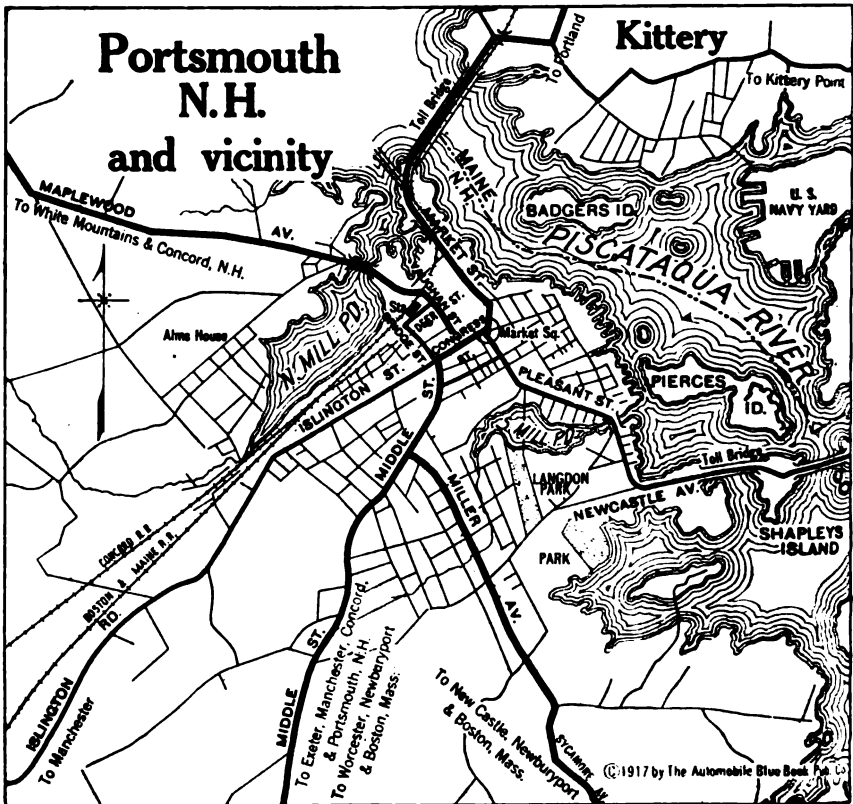 Portsmouth
N.H.
and vicinity
Kittery
To Portland
To Kittery Point
Toll Bridge
MAINE
N.H.
MAPLEWOOD
AV.
To White Mountains & Concord, N.H.
BADGERS ID.
U. S.
NAVY YARD
PISCATAQUA RIVER
MARKET ST.
Alms House
N. MILL PD.
CONGRESS
ST.
Market Sq.
ISLINGTON ST.
PLEASANT ST.
PIERCES
ID.
MIDDLE ST.
MILL PD.
Toll Bridge
LANGDON
PARK
NEWCASTLE AV.
MILLER
AV.
PARK
SHAPLEYS
ISLAND
CONCORD R.R.
BOSTON & MAINE R.R.
ISLINGTON
RD.
To Manchester
MIDDLE
ST.
To Exeter, Manchester, Concord,
& Portsmouth, N.H.
To Worcester, Newburyport
& Boston, Mass.
To New Castle, Newburyport
& Boston, Mass.
SYCAMORE AV.
© 1917 by The Automobile Blue Book Pub. Co